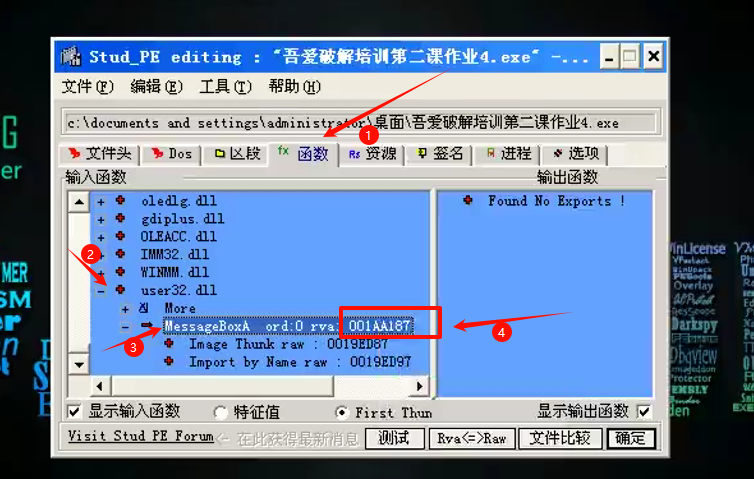 Stud_PE editing : "吾爱破解培训第二课作业4.exe" -...
文件(F) 编辑(E) 工具(T) 帮助(H)
c:\documents and settings\administrator\桌面\吾爱破解培训第二课作业4.exe
1
文件头 Dos 区段 fx 函数 Rs 资源 签名 进程 选项
输入函数 输出函数
oledlg.dll Found No Exports !
gdiplus.dll
OLEACC.dll
2
IMM32.dll
WINMM.dll
user32.dll
More
MessageBoxA ord:0 rva: 001AA187
4
3
Image Thunk raw : 0019ED87
Import by Name raw : 0019ED97
显示输入函数 特征值 First Thun 显示输出函数
Visit Stud PE Forum <- 在此获得最新消息 测试 Rva<=>Raw 文件比较 确定
G
er
MER
SM
er
WinLicense
Overlay
Darkspy
Dbqview